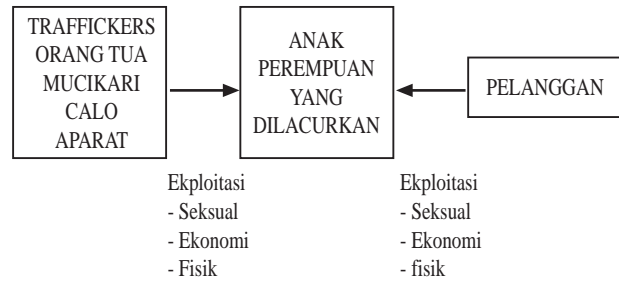 TRAFFICKERS
ORANG TUA
MUCIKARI
CALO
APARAT
ANAK
PEREMPUAN
YANG
DILACURKAN
PELANGGAN
Ekploitasi
- Seksual
- Ekonomi
- Fisik
Ekploitasi
- Seksual
- Ekonomi
- fisik